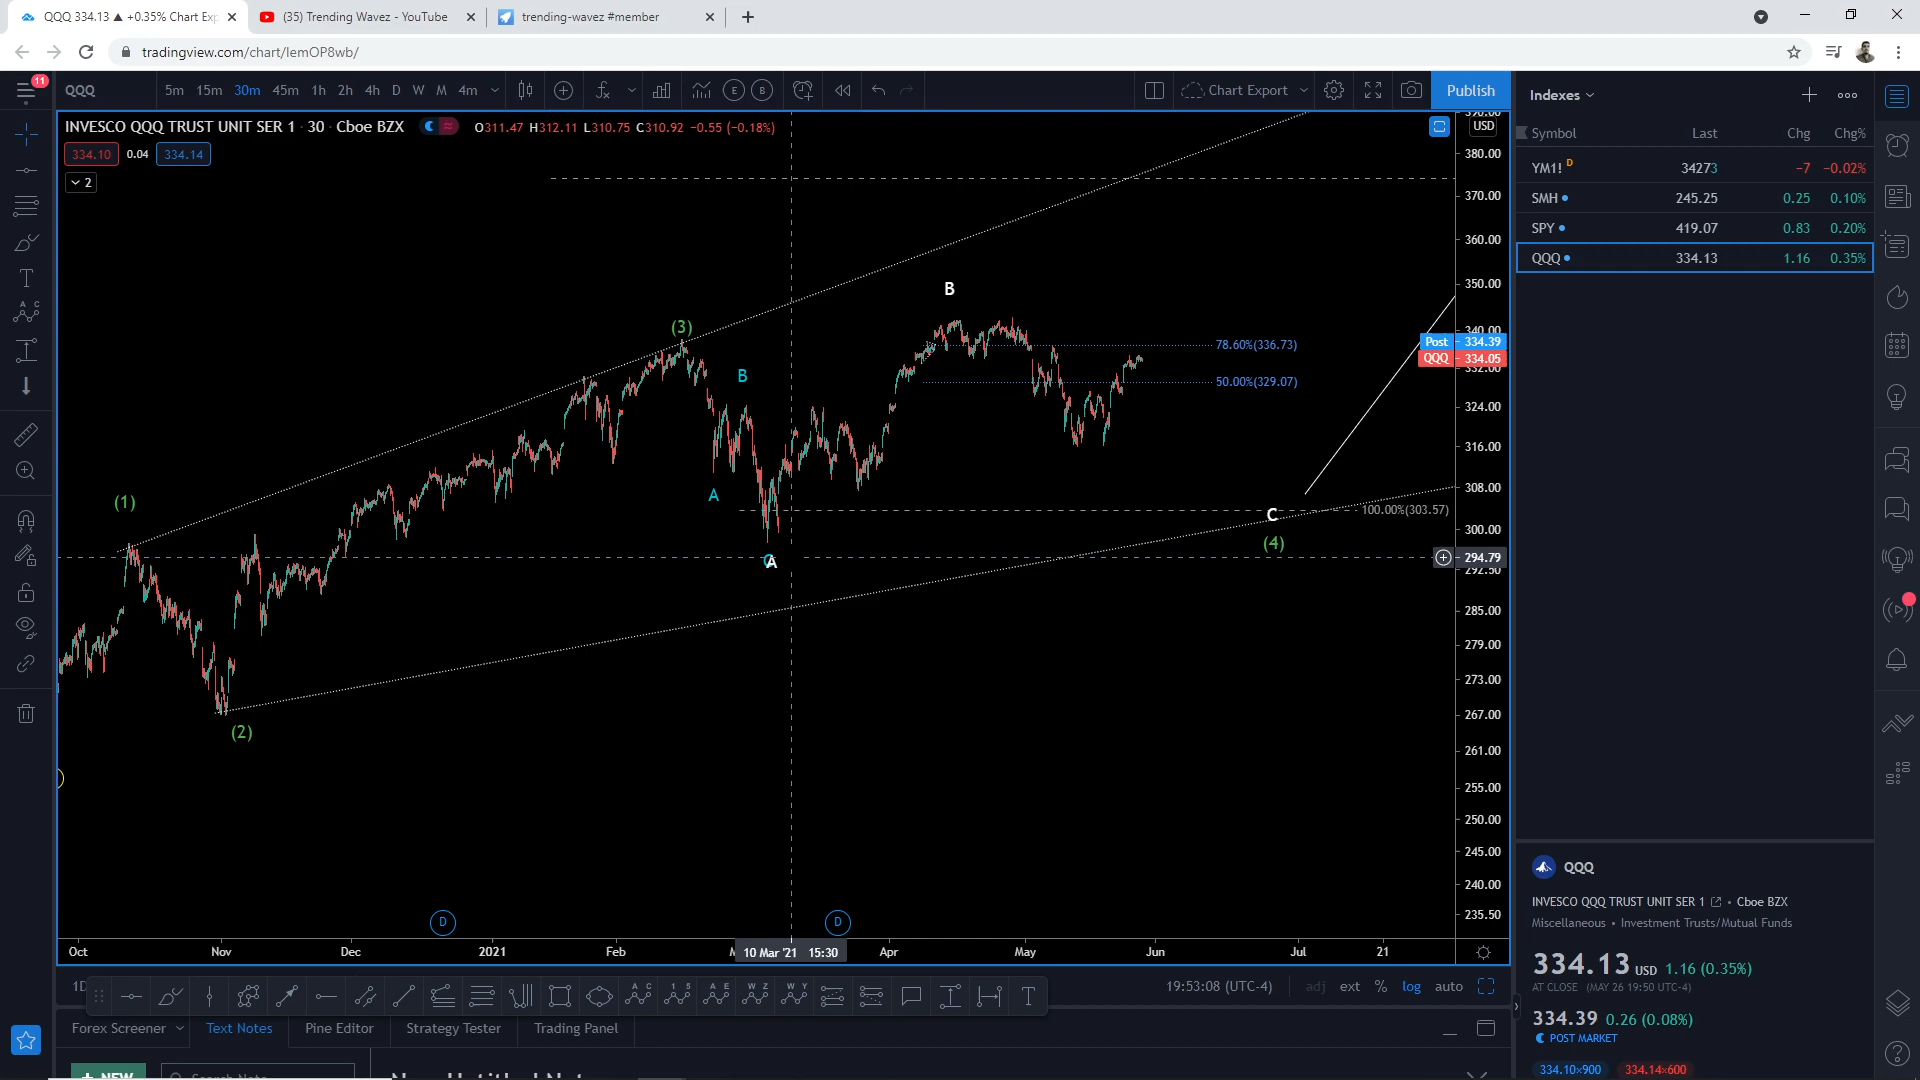 QQQ 334.13 ▲ +0.35% Chart Exp
(35) Trending Wavez - YouTube
trending-wavez #member
tradingview.com/chart/lemOP8wb/
11
QQQ
5m 15m 30m 45m 1h 2h 4h D W M 4m
E B
Chart Export
Publish
INVESCO QQQ TRUST UNIT SER 1 · 30 · Cboe BZX
O311.47 H312.11 L310.75 C310.92 −0.55 (−0.18%)
334.10 0.04 334.14
2
USD
380.00
370.00
360.00
350.00
340.00
Post 334.39
QQQ 334.05
332.00
324.00
316.00
308.00
300.00
294.79
292.50
285.00
279.00
273.00
267.00
261.00
255.00
250.00
245.00
240.00
235.50
B
(3)
78.60%(336.73)
B
50.00%(329.07)
(1)
A
100.00%(303.57)
C
(4)
A
(2)
D D
Oct Nov Dec 2021 Feb 10 Mar '21 15:30 Apr May Jun Jul 21
19:53:08 (UTC-4) adj ext % log auto
Forex Screener Text Notes Pine Editor Strategy Tester Trading Panel
NEW
Search Note
Indexes
Symbol Last Chg Chg%
YM1! D 34273 −7 −0.02%
SMH 245.25 0.25 0.10%
SPY 419.07 0.83 0.20%
QQQ 334.13 1.16 0.35%
QQQ
INVESCO QQQ TRUST UNIT SER 1 • Cboe BZX
Miscellaneous • Investment Trusts/Mutual Funds
334.13 USD 1.16 (0.35%)
AT CLOSE (MAY 26 19:50 UTC-4)
334.39 0.26 (0.08%)
POST MARKET
334.10×900 334.14×600